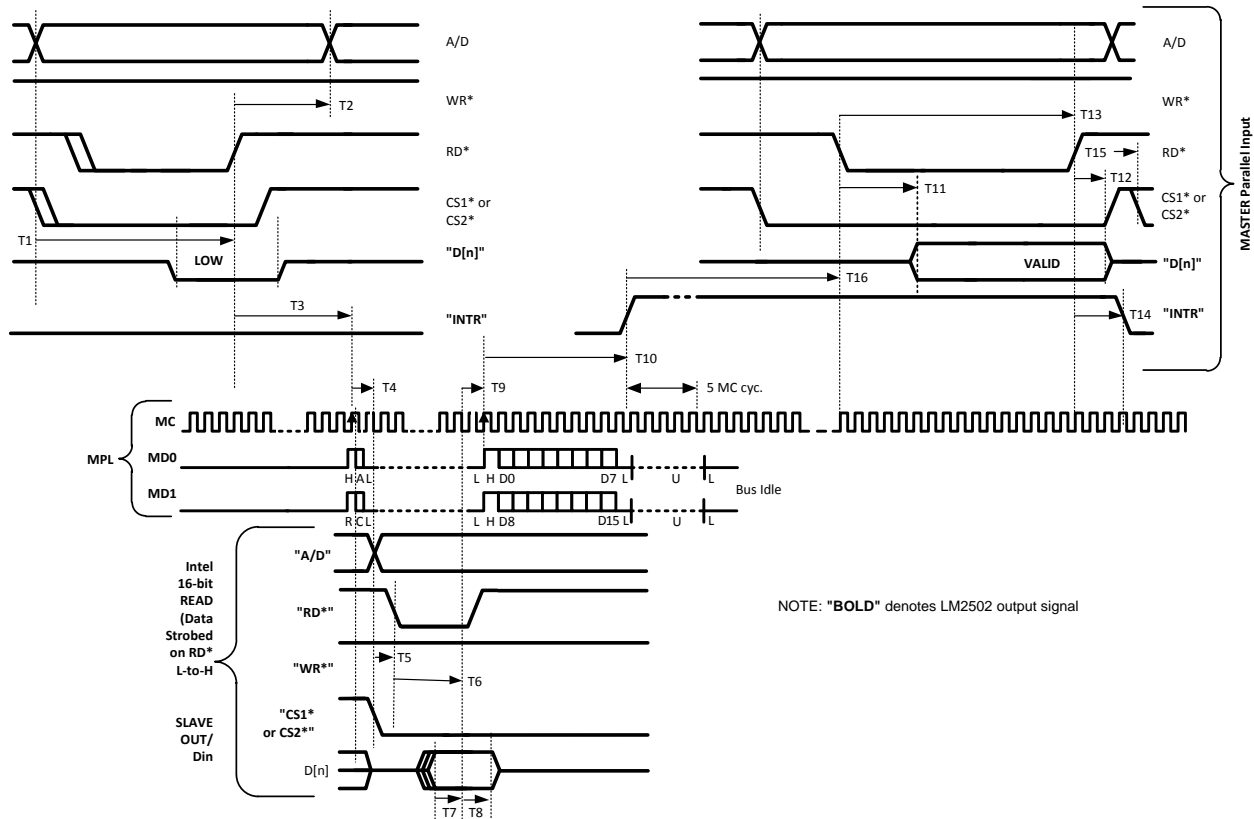 A/D
A/D
T2
WR*
WR*
T13
RD*
T15
RD*
T12
T11
CS1* or
CS2*
CS1* or
CS2*
T1
LOW
"D[n]"
VALID
"D[n]"
T16
T3
"INTR"
T14
"INTR"
MASTER Parallel Input
T10
T4
T9
5 MC cyc.
MC
MPL
MD0
H A L
L H D0
D7 L
U
L
Bus Idle
MD1
R C L
L H D8
D15 L
U
L
"A/D"
Intel
16-bit
READ
(Data
Strobed
on RD*
L-to-H
"RD*"
NOTE: "BOLD" denotes LM2502 output signal
T5
"WR*"
T6
SLAVE
OUT/
Din
"CS1*
or CS2*"
D[n]
T7
T8